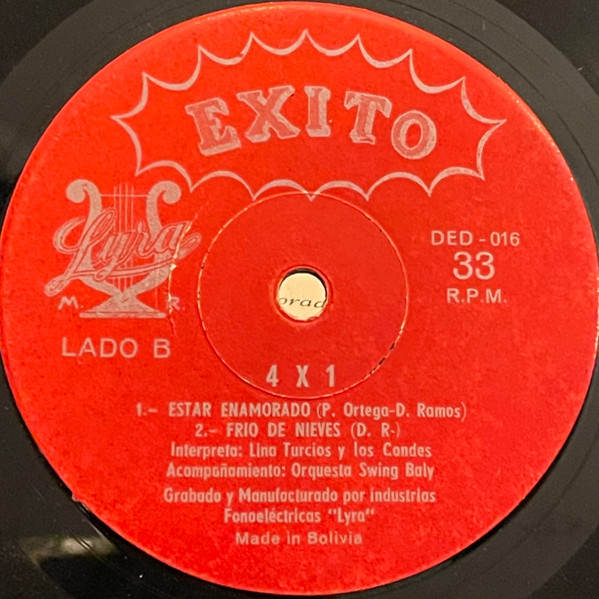 EXITO
Lyra
M. R.
DED - 016
33
R.P.M.
LADO B
orad
4 X 1
1.- ESTAR ENAMORADO (P. Ortega-D. Ramos)
2.- FRIO DE NIEVES (D. R-)
Interpreta: Lina Turcios y los Condes
Acompañamiento: Orquesta Swing Baly
Grabado y Manufacturado por industrias
Fonoeléctricas "Lyra"
Made in Bolivia